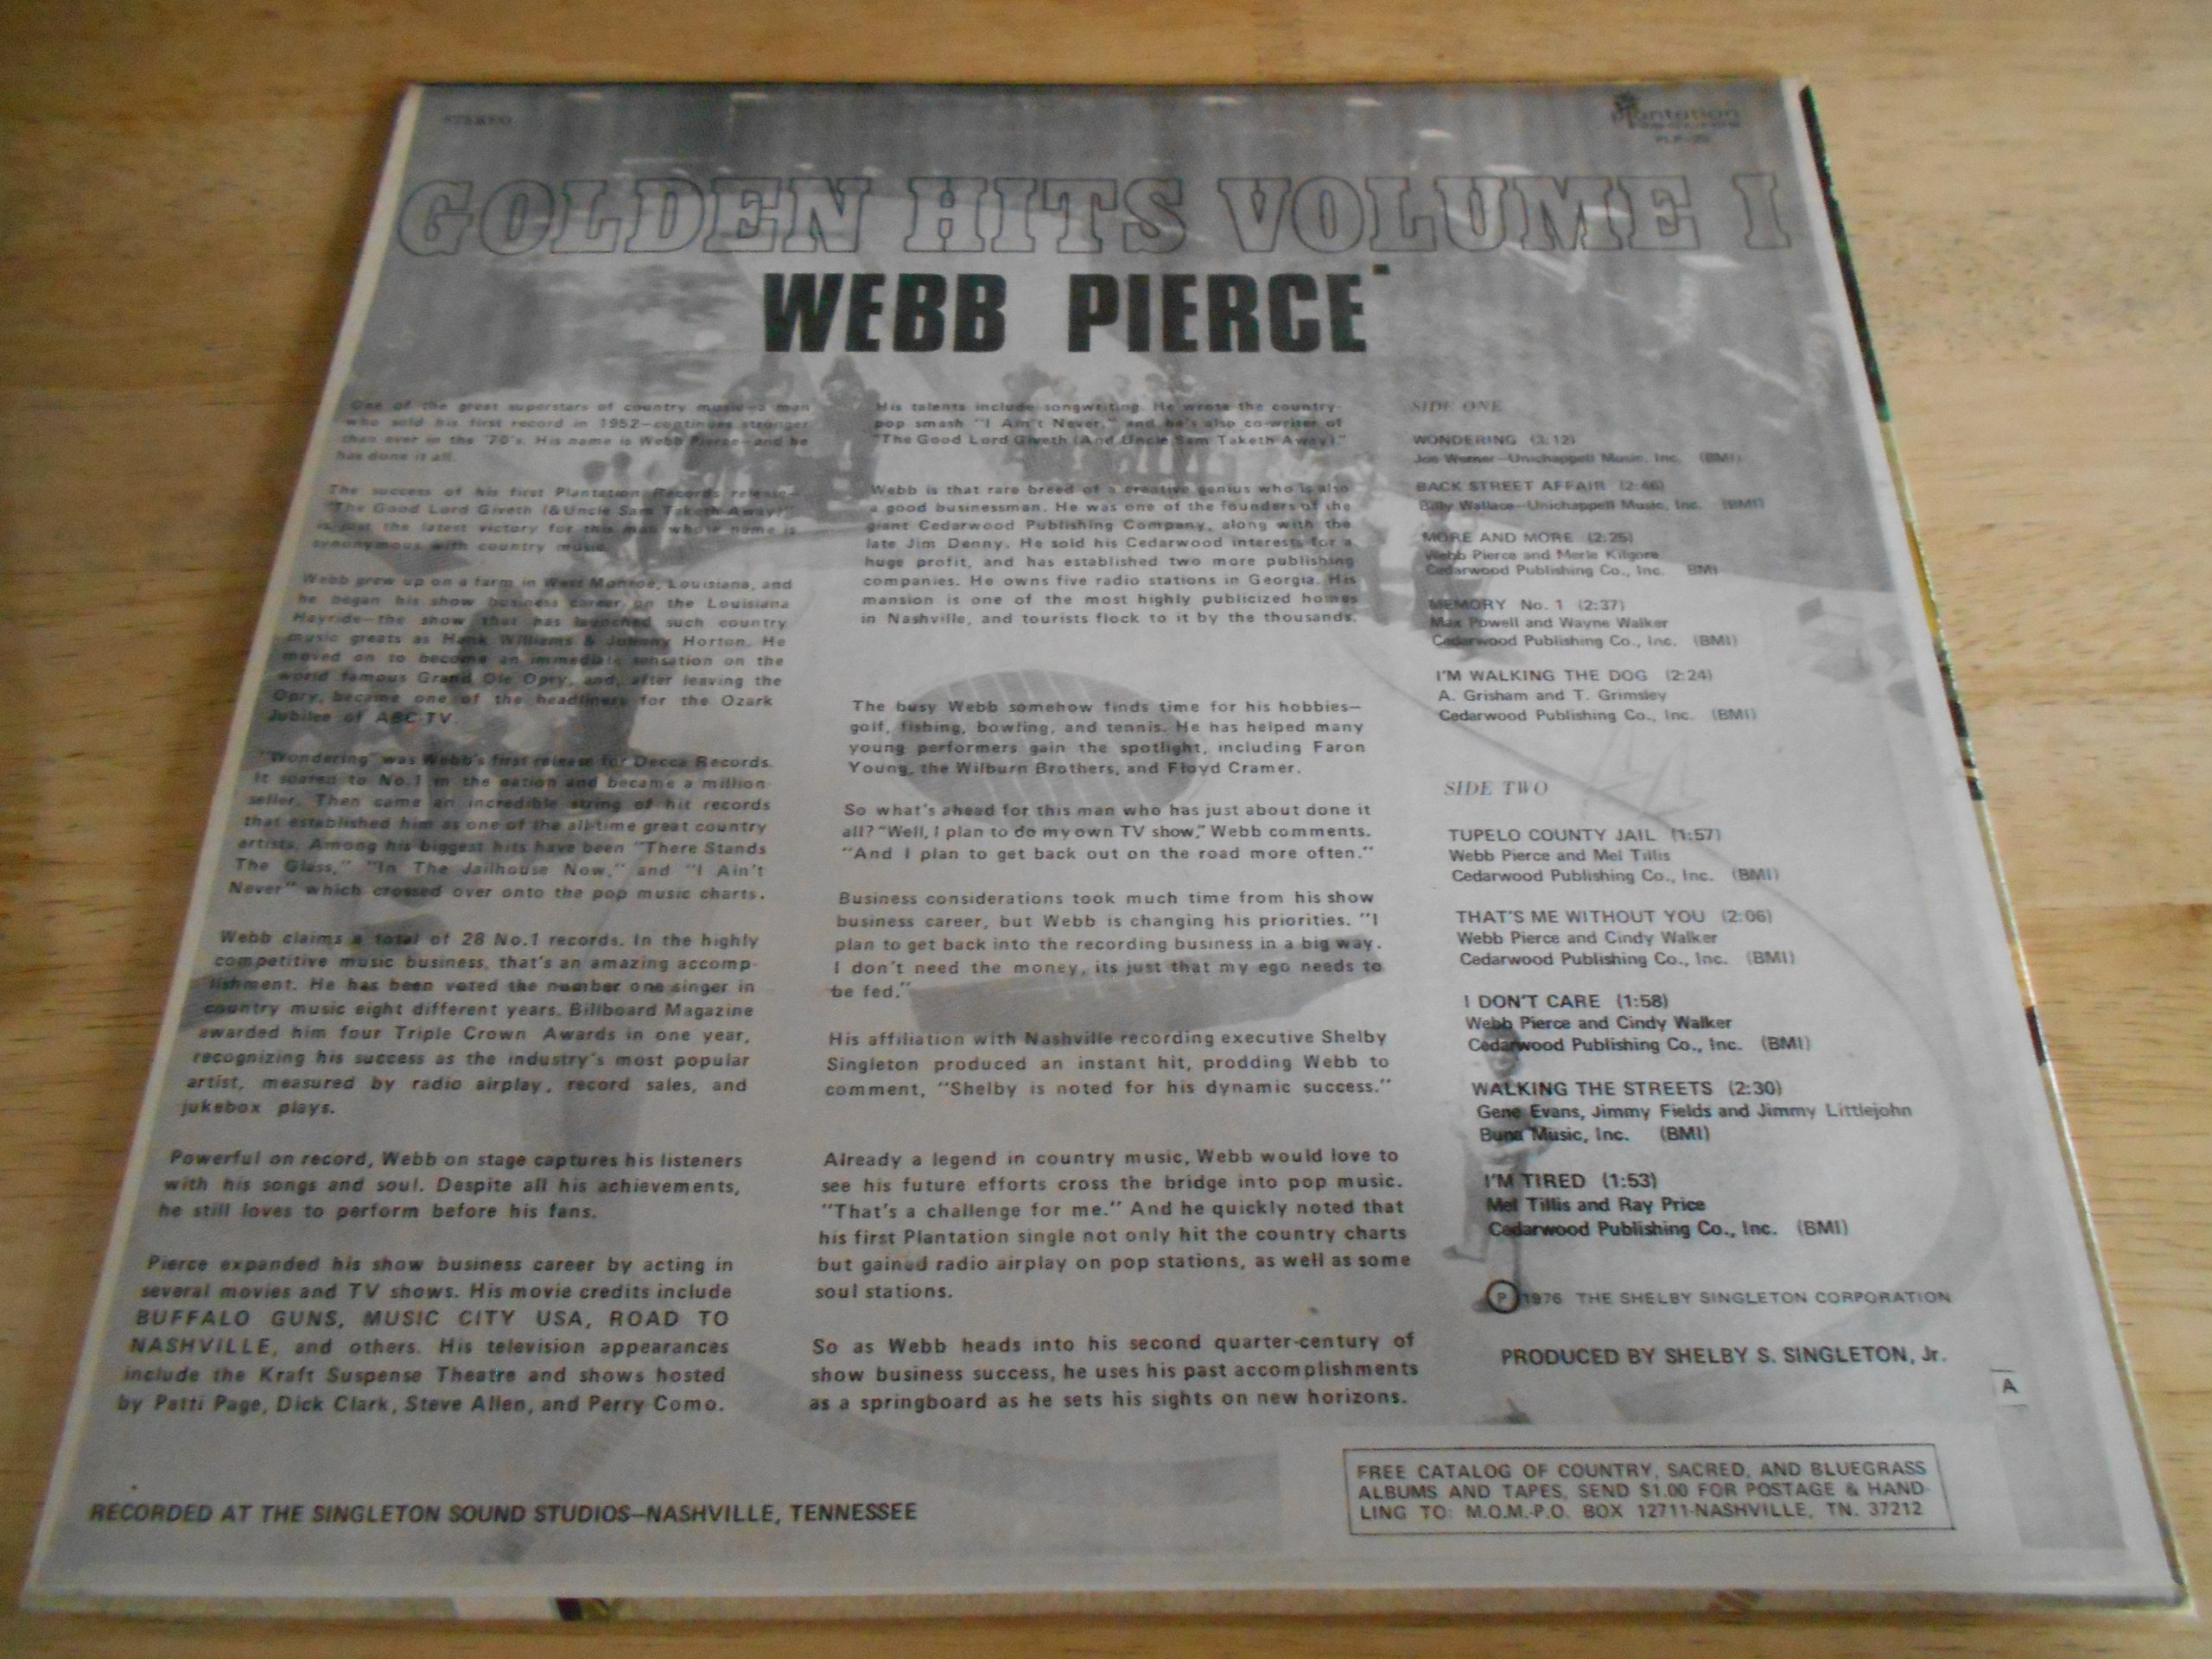 STEREO
Plantation
GOLDEN HITS VOLUME I
WEBB PIERCE
One of the great superstars of country music—a man
who sold his first record in 1952—continues stronger
than ever in the '70's. His name is Webb Pierce—and he
has done it all.
The success of his first Plantation Records release—
"The Good Lord Giveth (& Uncle Sam Taketh Away)"
is just the latest victory for this man whose name is
synonymous with country music.
Webb grew up on a farm in West Monroe, Louisiana, and
he began his show business career on the Louisiana
Hayride—the show that has launched such country
music greats as Hank Williams & Johnny Horton. He
moved on to become an immediate sensation on the
world famous Grand Ole Opry, and, after leaving the
Opry, became one of the headliners for the Ozark
Jubilee of ABC-TV.
"Wondering" was Webb's first release for Decca Records.
It soared to No.1 in the nation and became a million
seller. Then came an incredible string of hit records
that established him as one of the all-time great country
artists. Among his biggest hits have been "There Stands
The Glass," "In The Jailhouse Now," and "I Ain't
Never" which crossed over onto the pop music charts.
Webb claims a total of 28 No.1 records. In the highly
competitive music business, that's an amazing accomp-
lishment. He has been voted the number one singer in
country music eight different years. Billboard Magazine
awarded him four Triple Crown Awards in one year,
recognizing his success as the industry's most popular
artist, measured by radio airplay, record sales, and
jukebox plays.
Powerful on record, Webb on stage captures his listeners
with his songs and soul. Despite all his achievements,
he still loves to perform before his fans.
Pierce expanded his show business career by acting in
several movies and TV shows. His movie credits include
BUFFALO GUNS, MUSIC CITY USA, ROAD TO
NASHVILLE, and others. His television appearances
include the Kraft Suspense Theatre and shows hosted
by Patti Page, Dick Clark, Steve Allen, and Perry Como.
RECORDED AT THE SINGLETON SOUND STUDIOS—NASHVILLE, TENNESSEE
His talents include songwriting. He wrote the country-
pop smash "I Ain't Never," and he's also co-writer of
"The Good Lord Giveth (And Uncle Sam Taketh Away)."
Webb is that rare breed of a creative genius who is also
a good businessman. He was one of the founders of the
giant Cedarwood Publishing Company, along with the
late Jim Denny. He sold his Cedarwood interests for a
huge profit, and has established two more publishing
companies. He owns five radio stations in Georgia. His
mansion is one of the most highly publicized homes
in Nashville, and tourists flock to it by the thousands.
The busy Webb somehow finds time for his hobbies—
golf, fishing, bowling, and tennis. He has helped many
young performers gain the spotlight, including Faron
Young, the Wilburn Brothers, and Floyd Cramer.
So what's ahead for this man who has just about done it
all? "Well, I plan to do my own TV show," Webb comments.
"And I plan to get back out on the road more often."
Business considerations took much time from his show
business career, but Webb is changing his priorities. "I
plan to get back into the recording business in a big way.
I don't need the money, its just that my ego needs to
be fed."
His affiliation with Nashville recording executive Shelby
Singleton produced an instant hit, prodding Webb to
comment, "Shelby is noted for his dynamic success."
Already a legend in country music, Webb would love to
see his future efforts cross the bridge into pop music.
"That's a challenge for me." And he quickly noted that
his first Plantation single not only hit the country charts
but gained radio airplay on pop stations, as well as some
soul stations.
So as Webb heads into his second quarter-century of
show business success, he uses his past accomplishments
as a springboard as he sets his sights on new horizons.
SIDE ONE
WONDERING (3:12)
Joe Werner—Unichappell Music, Inc. (BMI)
BACK STREET AFFAIR (2:46)
Billy Wallace—Unichappell Music, Inc. (BMI)
MORE AND MORE (2:25)
Webb Pierce and Merle Kilgore
Cedarwood Publishing Co., Inc. BMI
MEMORY No. 1 (2:37)
Max Powell and Wayne Walker
Cedarwood Publishing Co., Inc. (BMI)
I'M WALKING THE DOG (2:24)
A. Grisham and T. Grimsley
Cedarwood Publishing Co., Inc. (BMI)
SIDE TWO
TUPELO COUNTY JAIL (1:57)
Webb Pierce and Mel Tillis
Cedarwood Publishing Co., Inc. (BMI)
THAT'S ME WITHOUT YOU (2:06)
Webb Pierce and Cindy Walker
Cedarwood Publishing Co., Inc. (BMI)
I DON'T CARE (1:58)
Webb Pierce and Cindy Walker
Cedarwood Publishing Co., Inc. (BMI)
WALKING THE STREETS (2:30)
Gene Evans, Jimmy Fields and Jimmy Littlejohn
Buna Music, Inc. (BMI)
I'M TIRED (1:53)
Mel Tillis and Ray Price
Cedarwood Publishing Co., Inc. (BMI)
Ⓟ 1976 THE SHELBY SINGLETON CORPORATION
PRODUCED BY SHELBY S. SINGLETON, Jr.
A
FREE CATALOG OF COUNTRY, SACRED, AND BLUEGRASS
ALBUMS AND TAPES, SEND $1.00 FOR POSTAGE & HAND-
LING TO: M.O.M.-P.O. BOX 12711-NASHVILLE, TN. 37212